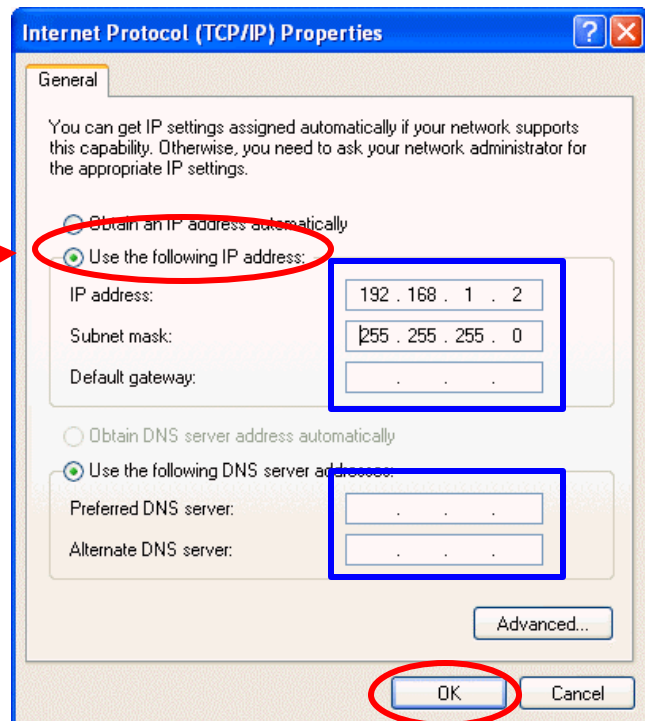 Internet Protocol (TCP/IP) Properties
General
You can get IP settings assigned automatically if your network supports
this capability. Otherwise, you need to ask your network administrator for
the appropriate IP settings.
Obtain an IP address automatically
Use the following IP address:
IP address: 192 . 168 . 1 . 2
Subnet mask: 255 . 255 . 255 . 0
Default gateway: . . .
Obtain DNS server address automatically
Use the following DNS server addresses:
Preferred DNS server: . . .
Alternate DNS server: . . .
Advanced...
OK Cancel